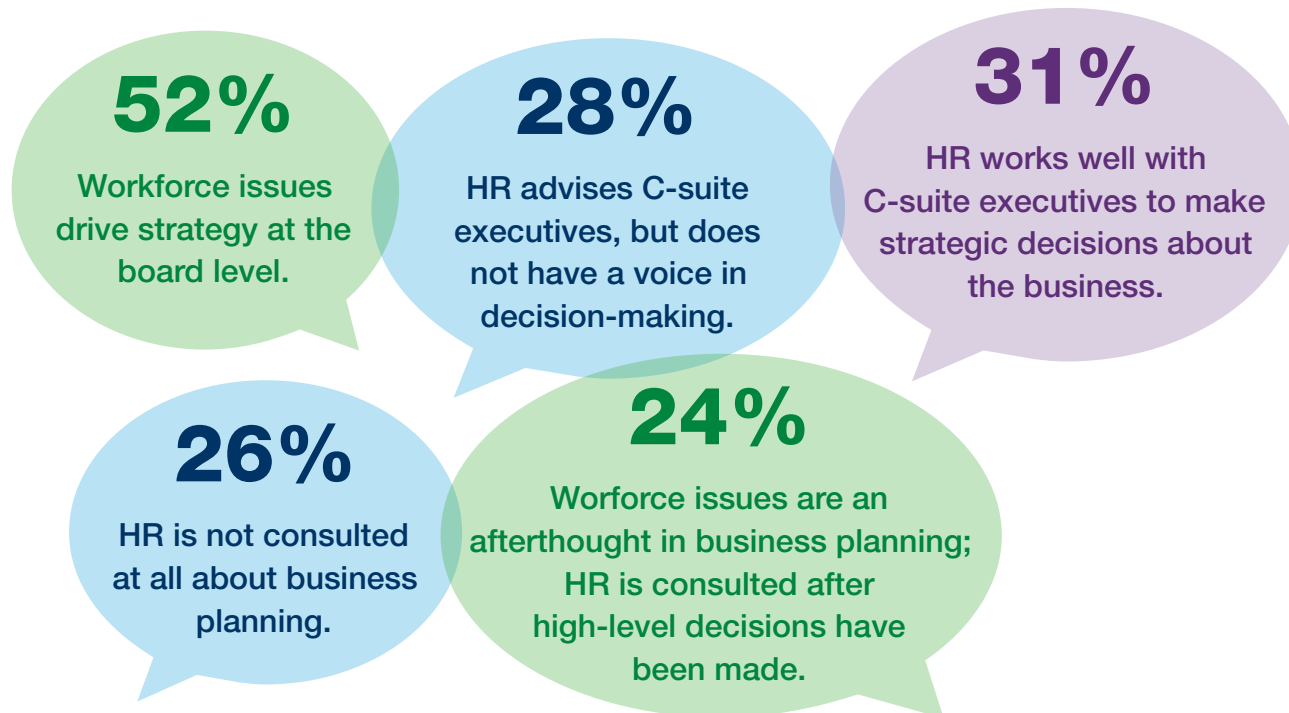 52%
Workforce issues
drive strategy at the
board level.
28%
HR advises C-suite
executives, but does
not have a voice in
decision-making.
31%
HR works well with
C-suite executives to make
strategic decisions about
the business.
26%
HR is not consulted
at all about business
planning.
24%
Worforce issues are an
afterthought in business planning;
HR is consulted after
high-level decisions have
been made.